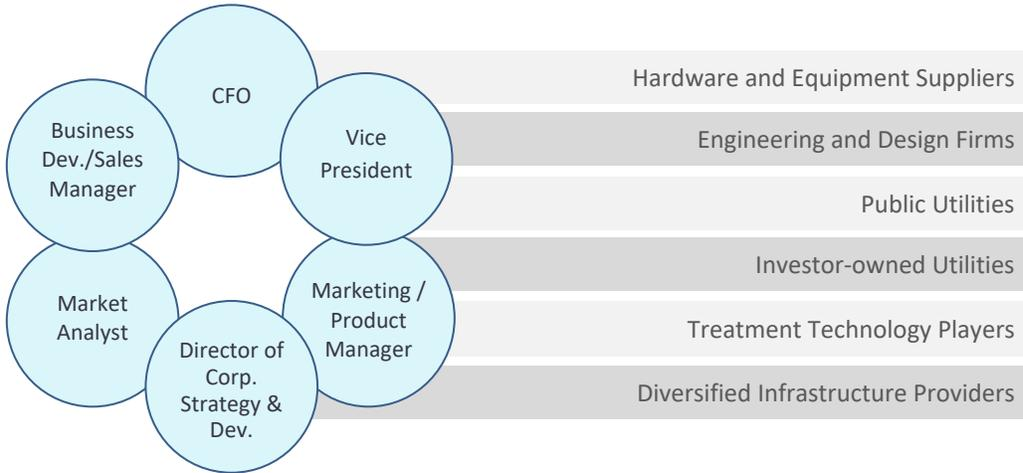 CFO
Vice
President
Marketing /
Product
Manager
Director of
Corp.
Strategy &
Dev.
Market
Analyst
Business
Dev./Sales
Manager
Hardware and Equipment Suppliers
Engineering and Design Firms
Public Utilities
Investor-owned Utilities
Treatment Technology Players
Diversified Infrastructure Providers